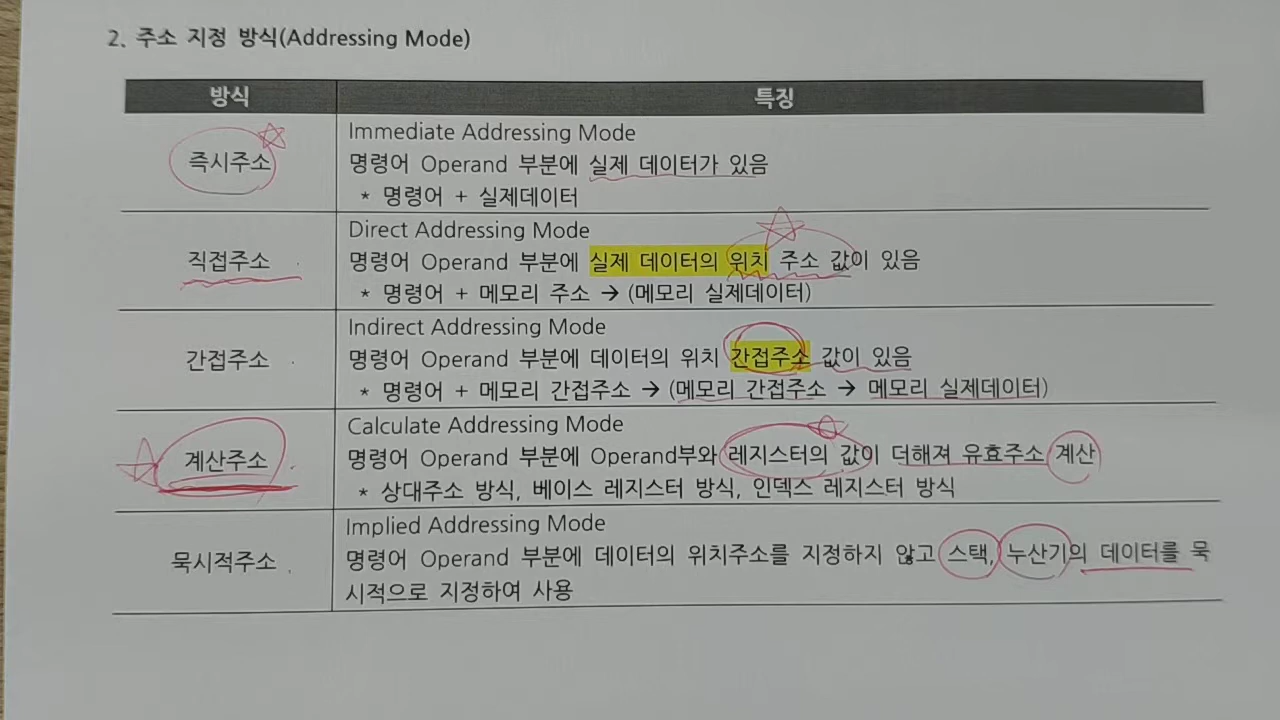 2. 주소 지정 방식(Addressing Mode)
방식 특징
Immediate Addressing Mode
즉시주소 명령어 Operand 부분에 실제 데이터가 있음
* 명령어 + 실제데이터
Direct Addressing Mode
직접주소 명령어 Operand 부분에 실제 데이터의 위치 주소 값이 있음
* 명령어 + 메모리 주소 → (메모리 실제데이터)
Indirect Addressing Mode
간접주소 명령어 Operand 부분에 데이터의 위치 간접주소 값이 있음
* 명령어 + 메모리 간접주소 → (메모리 간접주소 → 메모리 실제데이터)
Calculate Addressing Mode
계산주소 명령어 Operand 부분에 Operand부와 레지스터의 값이 더해져 유효주소 계산
* 상대주소 방식, 베이스 레지스터 방식, 인덱스 레지스터 방식
Implied Addressing Mode
묵시적주소 명령어 Operand 부분에 데이터의 위치주소를 지정하지 않고 스택, 누산기의 데이터를 묵
시적으로 지정하여 사용